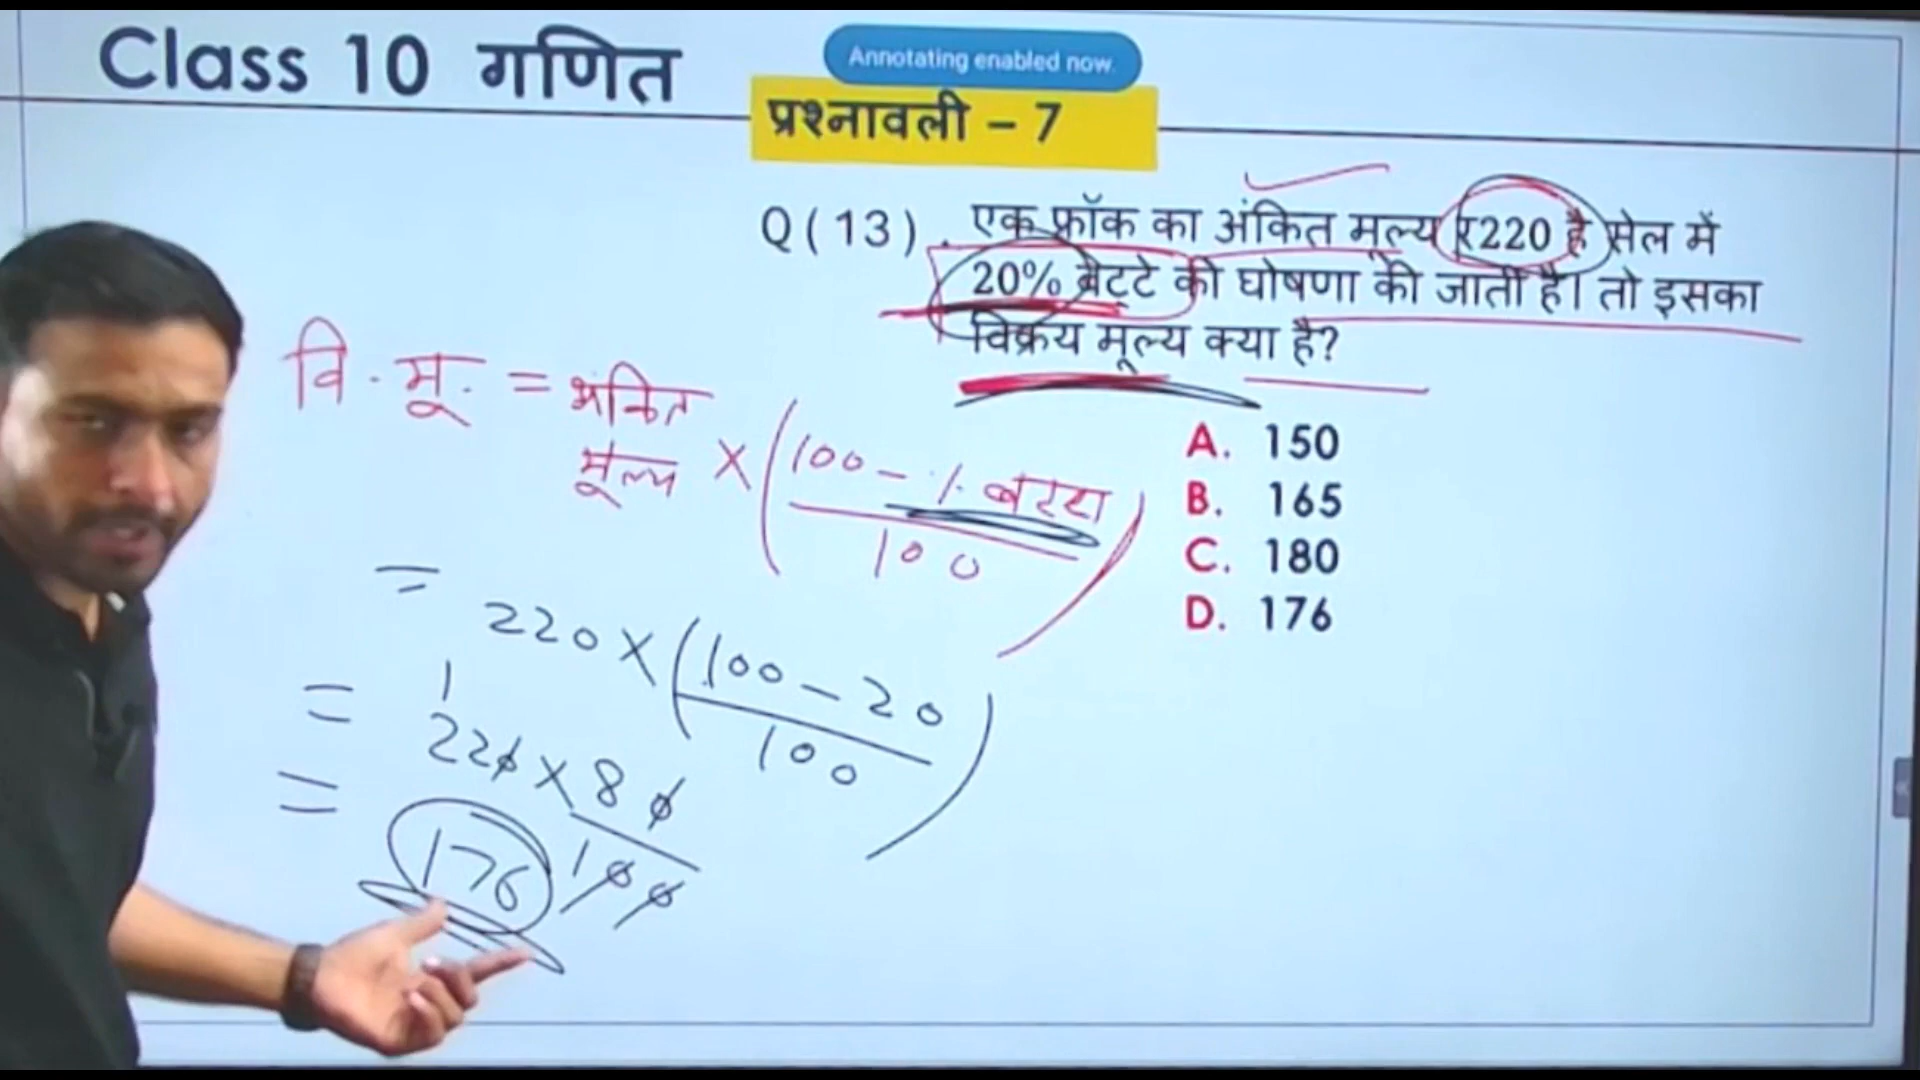 Class 10 गणित
Annotating enabled now.
प्रश्नावली – 7
Q(13). एक फ्रॉक का अंकित मूल्य ₹220 है सेल में
20% बट्टे की घोषणा की जाती है। तो इसका
विक्रय मूल्य क्या है?
A. 150
B. 165
C. 180
D. 176
वि. मू. = अंकित मूल्य × (100 - % बट्टा / 100)
= 220 × (100 - 20 / 100)
= 220 × 80 / 100
= 176